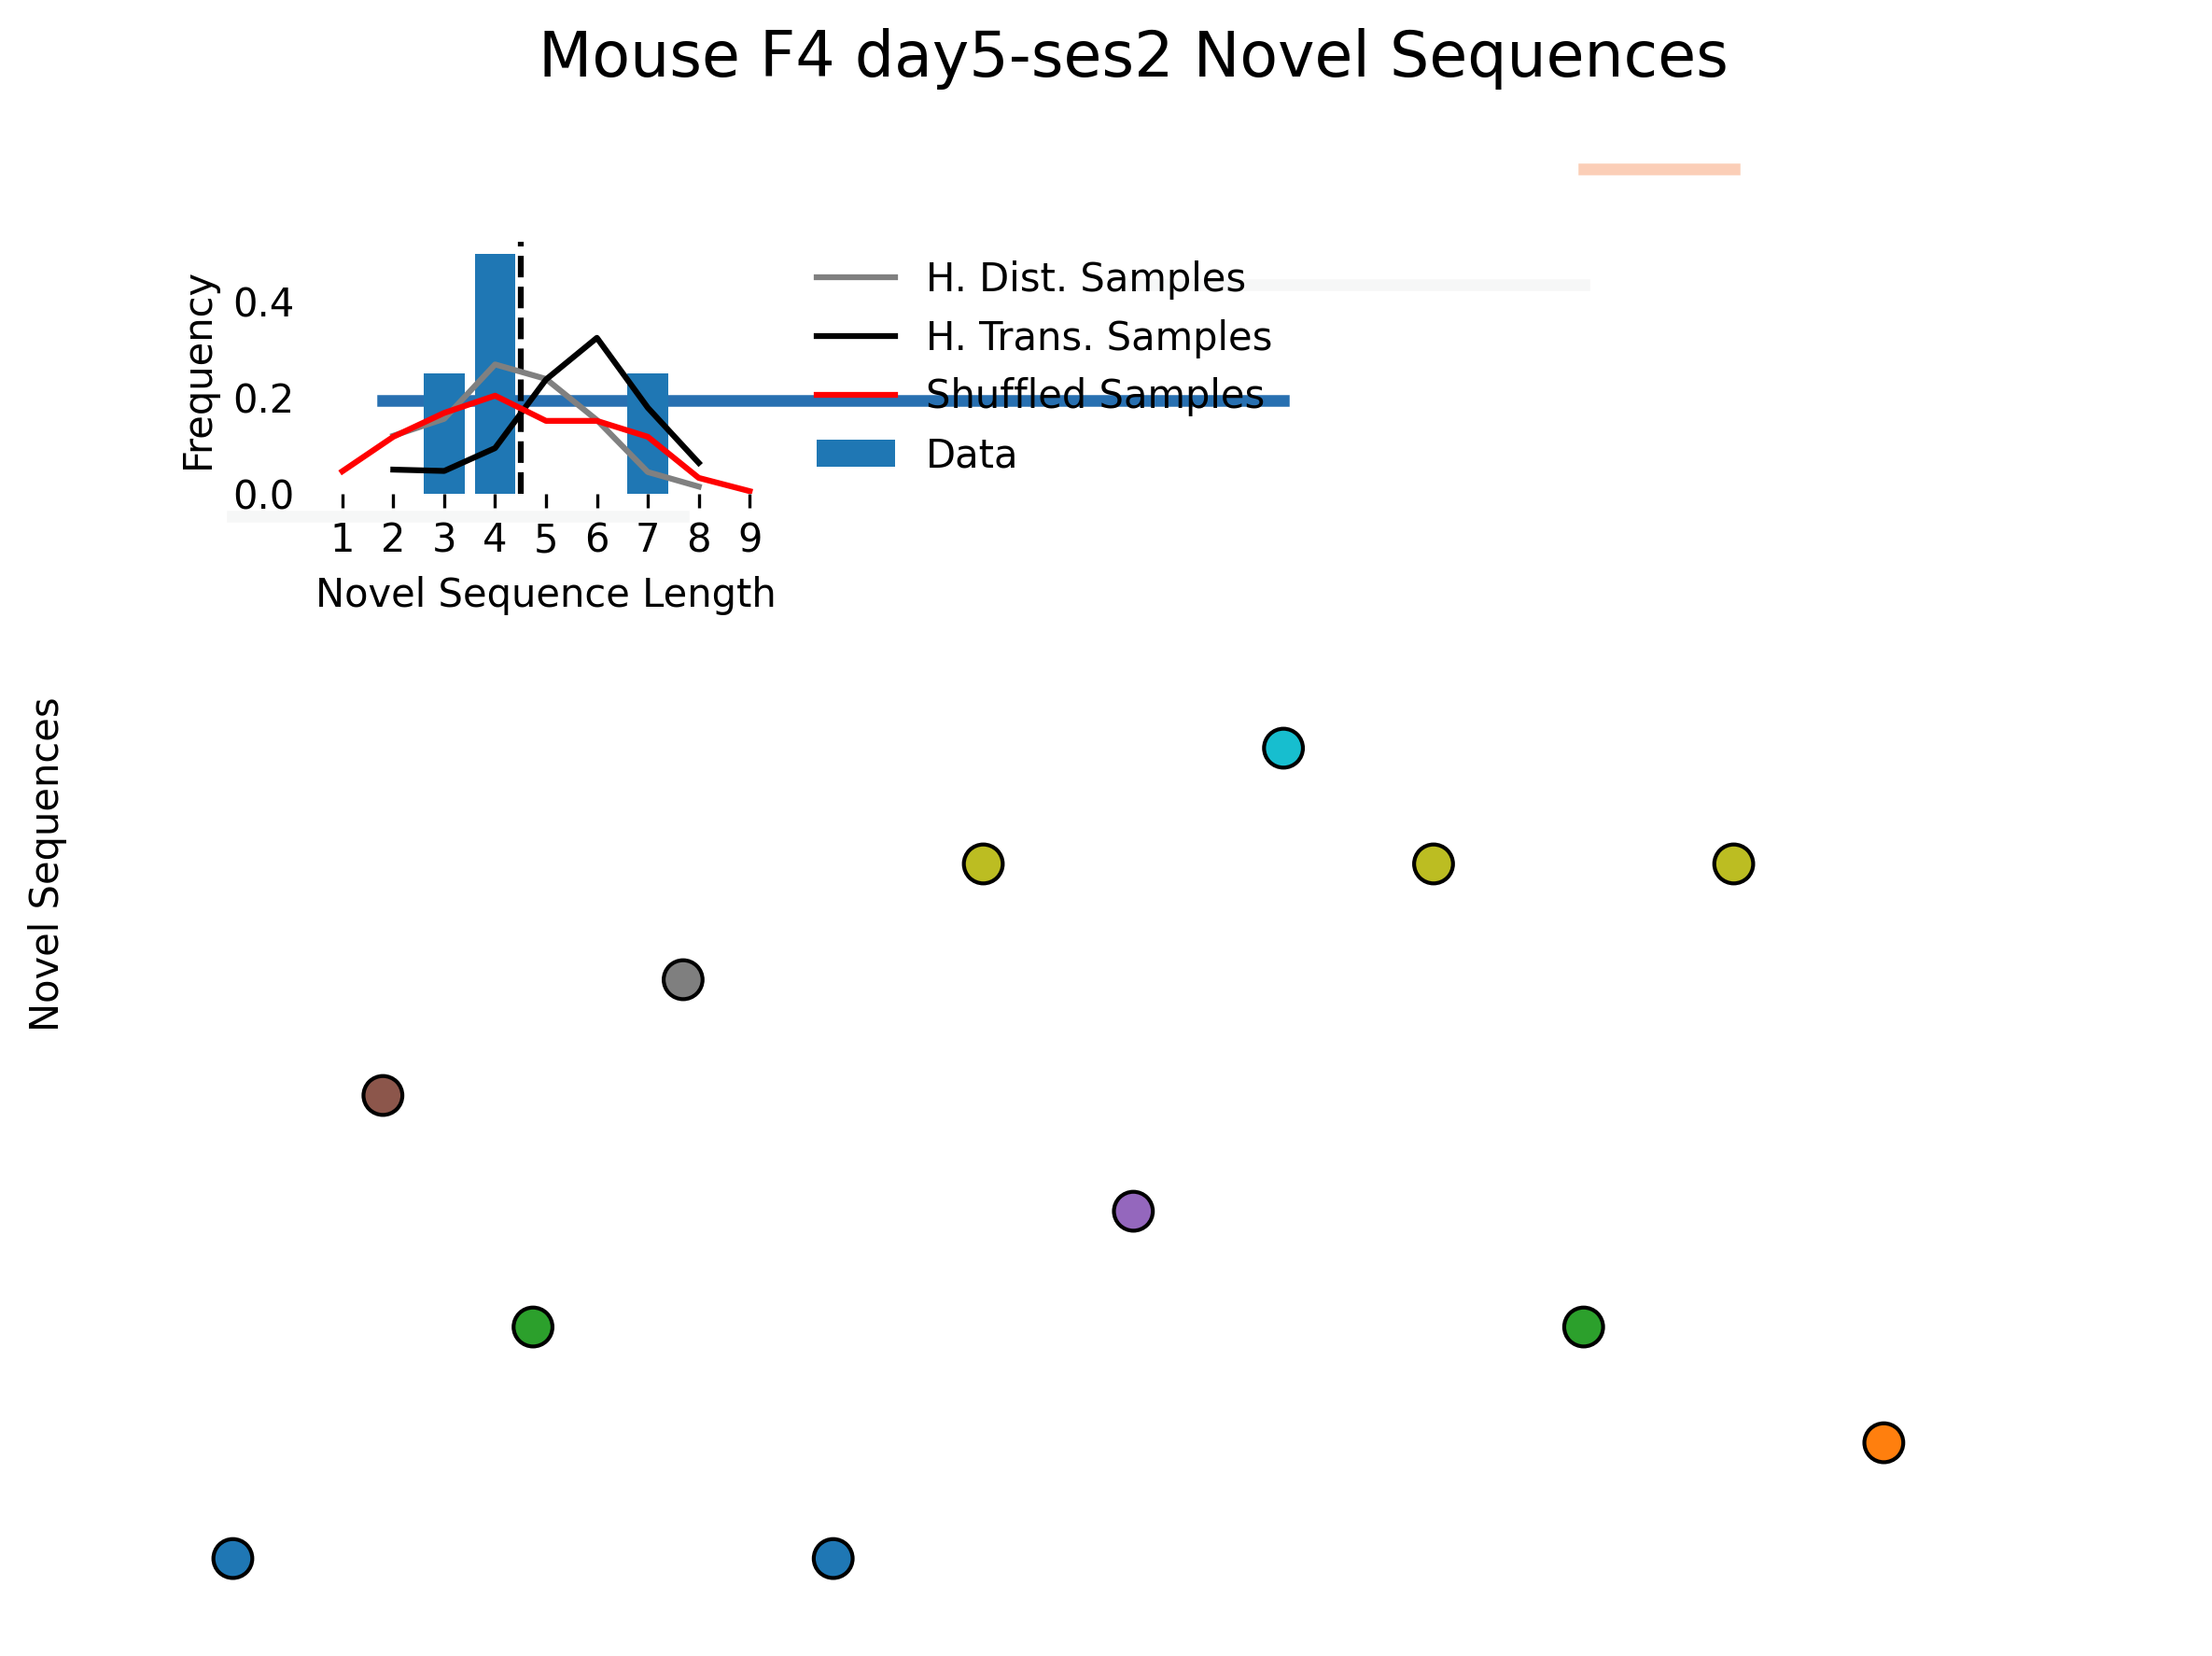 Mouse F4 day5-ses2 Novel Sequences
Frequency
0.4
0.2
0.0
1 2 3 4 5 6 7 8 9
Novel Sequence Length
H. Dist. Samples
H. Trans. Samples
Shuffled Samples
Data
Novel Sequences